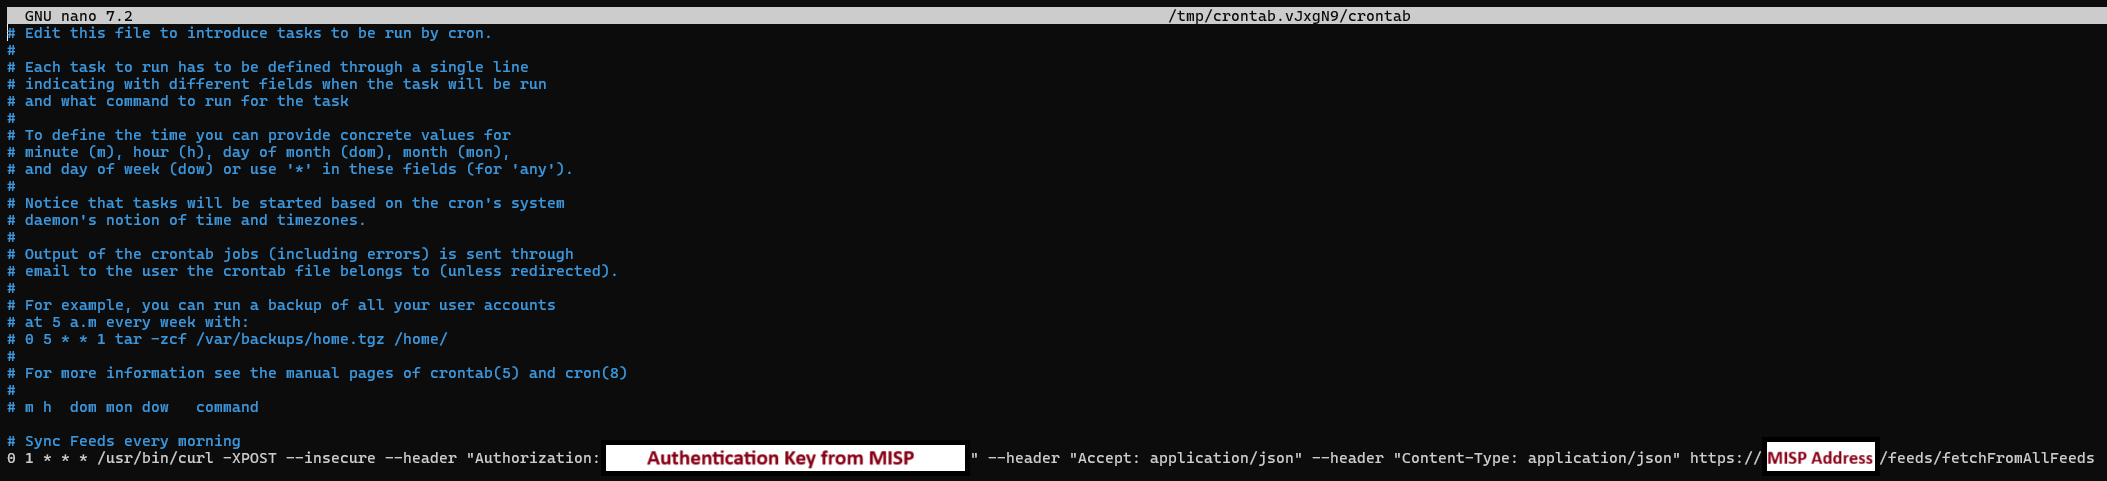 GNU nano 7.2 /tmp/crontab.vJxgN9/crontab
# Edit this file to introduce tasks to be run by cron.
#
# Each task to run has to be defined through a single line
# indicating with different fields when the task will be run
# and what command to run for the task
#
# To define the time you can provide concrete values for
# minute (m), hour (h), day of month (dom), month (mon),
# and day of week (dow) or use '*' in these fields (for 'any').
#
# Notice that tasks will be started based on the cron's system
# daemon's notion of time and timezones.
#
# Output of the crontab jobs (including errors) is sent through
# email to the user the crontab file belongs to (unless redirected).
#
# For example, you can run a backup of all your user accounts
# at 5 a.m every week with:
# 0 5 * * 1 tar -zcf /var/backups/home.tgz /home/
#
# For more information see the manual pages of crontab(5) and cron(8)
#
# m h  dom mon dow   command
# Sync Feeds every morning
0 1 * * * /usr/bin/curl -XPOST --insecure --header "Authorization: Authentication Key from MISP " --header "Accept: application/json" --header "Content-Type: application/json" https:// MISP Address /feeds/fetchFromAllFeeds